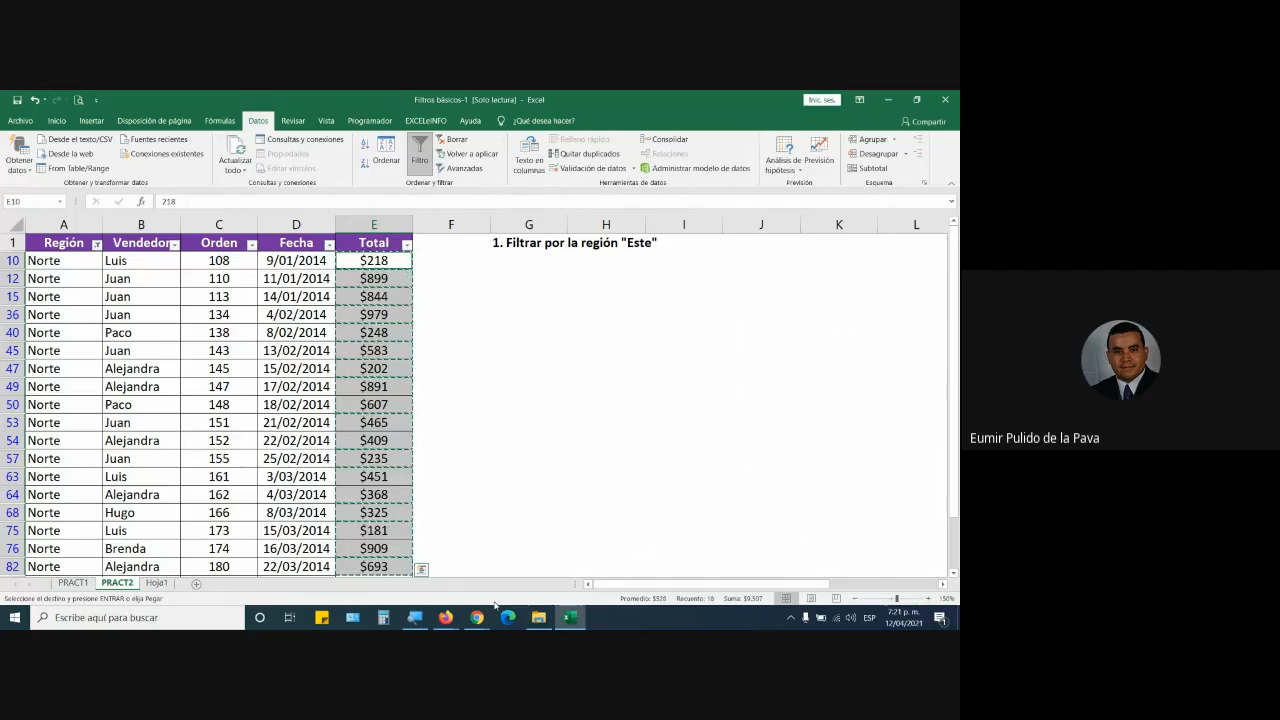 Filtros básicos-1 [Solo lectura] - Excel
Inic. ses.
Archivo Inicio Insertar Disposición de página Fórmulas Datos Revisar Vista Programador EXCELeINFO Ayuda ¿Qué desea hacer? Compartir
Obtener datos
Desde el texto/CSV
Desde la web
From Table/Range
Fuentes recientes
Conexiones existentes
Obtener y transformar datos
Actualizar todo
Consultas y conexiones
Propiedades
Editar vínculos
Consultas y conexiones
Ordenar
Filtro
Borrar
Volver a aplicar
Avanzadas
Ordenar y filtrar
Texto en columnas
Relleno rápido
Quitar duplicados
Validación de datos
Consolidar
Relaciones
Administrar modelo de datos
Herramientas de datos
Análisis de hipótesis
Previsión
Previsión
Agrupar
Desagrupar
Subtotal
Esquema
E10 218
A B C D E F G H I J K L
1 Región Vendedor Orden Fecha Total 1. Filtrar por la región "Este"
10 Norte Luis 108 9/01/2014 $218
12 Norte Juan 110 11/01/2014 $899
15 Norte Juan 113 14/01/2014 $844
36 Norte Juan 134 4/02/2014 $979
40 Norte Paco 138 8/02/2014 $248
45 Norte Juan 143 13/02/2014 $583
47 Norte Alejandra 145 15/02/2014 $202
49 Norte Alejandra 147 17/02/2014 $891
50 Norte Paco 148 18/02/2014 $607
53 Norte Juan 151 21/02/2014 $465
54 Norte Alejandra 152 22/02/2014 $409
57 Norte Juan 155 25/02/2014 $235
63 Norte Luis 161 3/03/2014 $451
64 Norte Alejandra 162 4/03/2014 $368
68 Norte Hugo 166 8/03/2014 $325
75 Norte Luis 173 15/03/2014 $181
76 Norte Brenda 174 16/03/2014 $909
82 Norte Alejandra 180 22/03/2014 $693
PRACT1 PRACT2 Hoja1
Seleccione el destino y presione ENTRAR o elija Pegar Promedio: $528 Recuento: 18 Suma: $9.507 150%
Escribe aquí para buscar
ESP
7:21 p. m.
12/04/2021
Eumir Pulido de la Pava